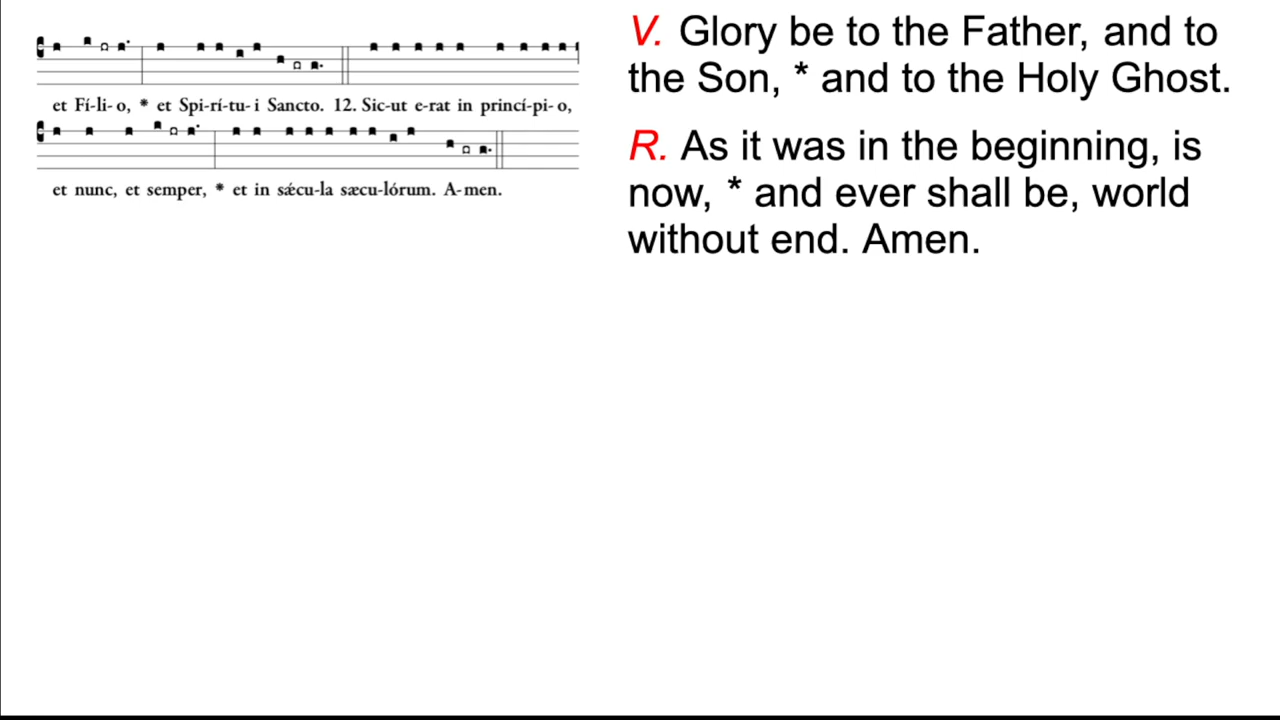 et Fí-li-o, * et Spi-rí-tu-i Sancto. 12. Sic-ut e-rat in princí-pi-o,
et nunc, et semper, * et in sǽcu-la sæcu-lórum. A-men.
V. Glory be to the Father, and to
the Son, * and to the Holy Ghost.
R. As it was in the beginning, is
now, * and ever shall be, world
without end. Amen.